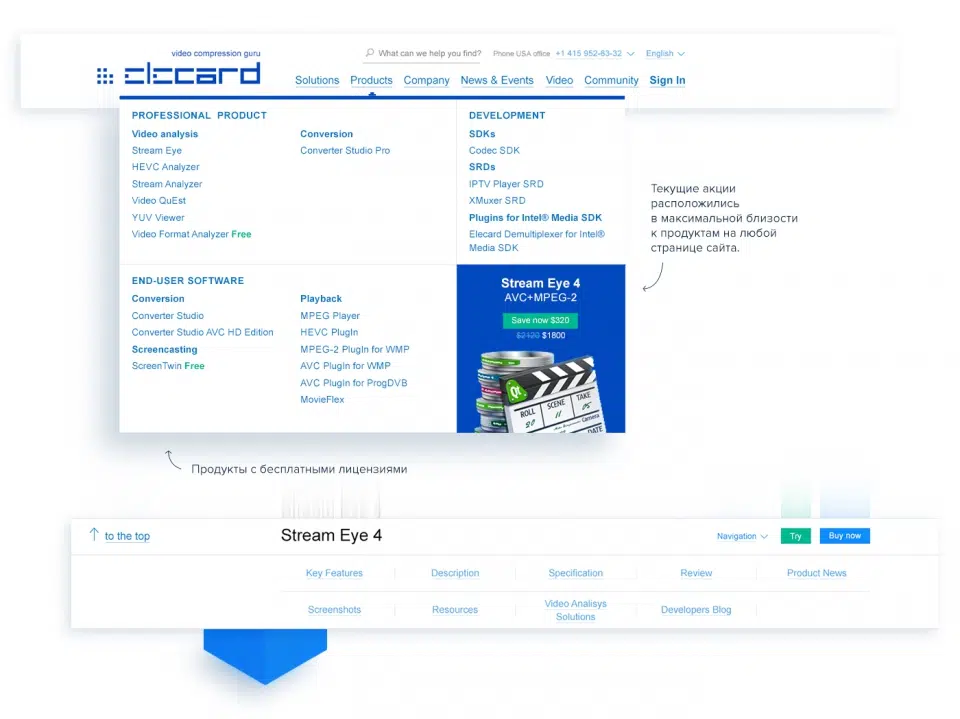 video compression guru
elecard
What can we help you find?
Phone USA office +1 415 952-83-32
English
Solutions Products Company News & Events Video Community Sign In
PROFESSIONAL PRODUCT
Video analysis
Stream Eye
HEVC Analyzer
Stream Analyzer
Video QuEst
YUV Viewer
Video Format Analyzer Free
Conversion
Converter Studio Pro
DEVELOPMENT
SDKs
Codec SDK
SRDs
IPTV Player SRD
XMuxer SRD
Plugins for Intel® Media SDK
Elecard Demultiplexer for Intel®
Media SDK
Текущие акции
расположились
в максимальной близости
к продуктам на любой
странице сайта.
END-USER SOFTWARE
Conversion
Converter Studio
Converter Studio AVC HD Edition
Screencasting
ScreenTwin Free
Playback
MPEG Player
HEVC PlugIn
MPEG-2 PlugIn for WMP
AVC PlugIn for WMP
AVC PlugIn for ProgDVB
MovieFlex
Stream Eye 4
AVC+MPEG-2
Save now $320
$2120 $1800
ROLL SCENE TAKE
20 11 05
Camera
DATE
Продукты с бесплатными лицензиями
to the top
Stream Eye 4
Navigation
Try
Buy now
Key Features Description Specification Review Product News
Screenshots Resources Video Analisys
Solutions
Developers Blog